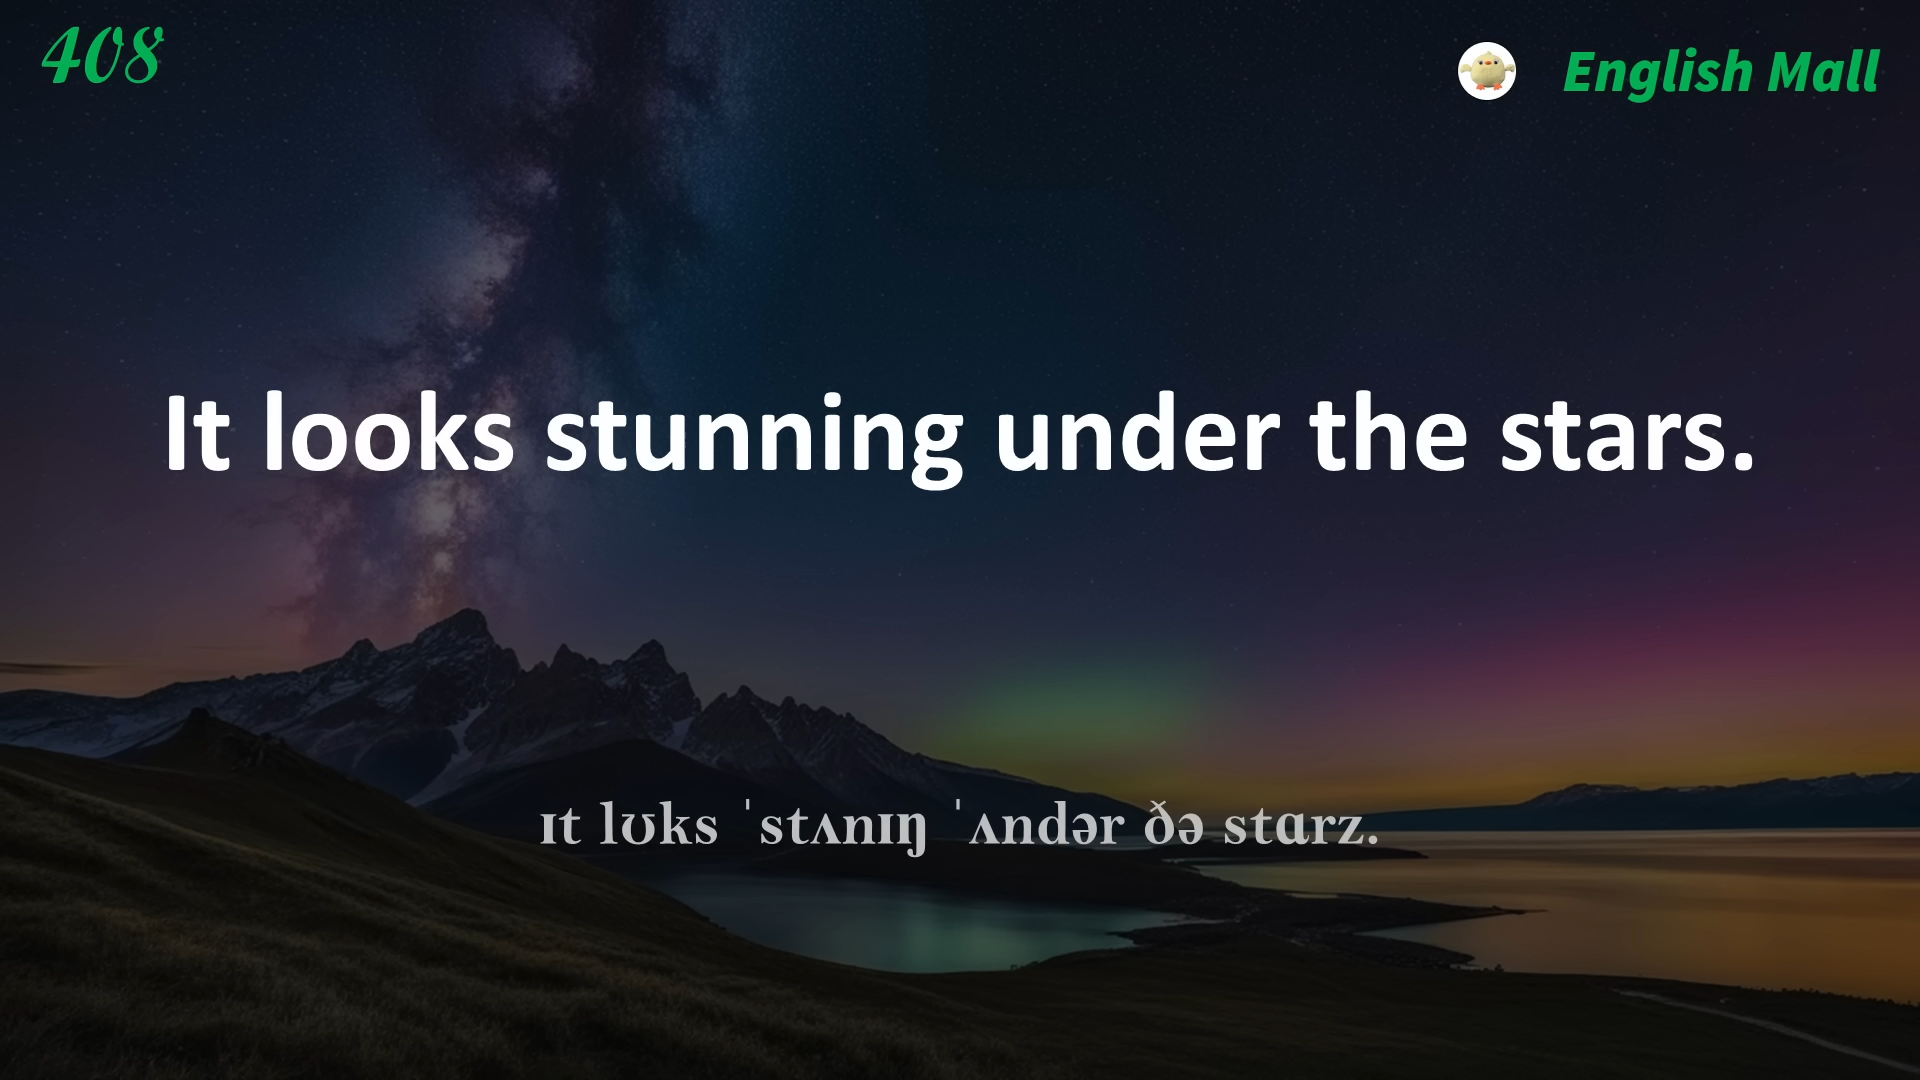 408
English Mall
It looks stunning under the stars.
ɪt lʊks ˈstʌnɪŋ ˈʌndər ðə stɑrz.